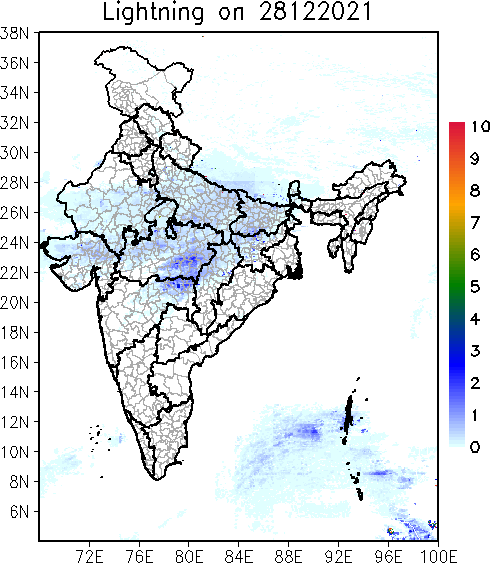 Lightning on 28122021
38N
36N
34N
32N
30N
28N
26N
24N
22N
20N
18N
16N
14N
12N
10N
8N
6N
72E 76E 80E 84E 88E 92E 96E 100E
10
9
8
7
6
5
4
3
2
1
0